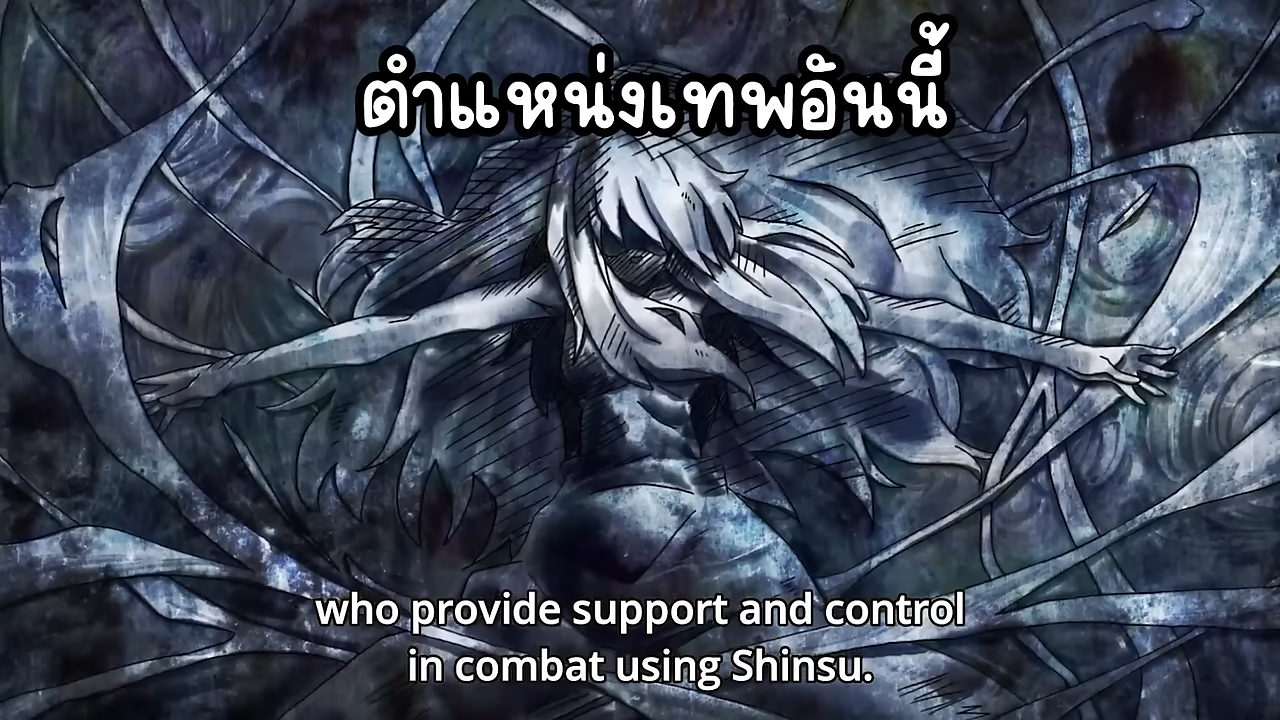 ตำแหน่งเทพอันนี้
who provide support and control
in combat using Shinsu.